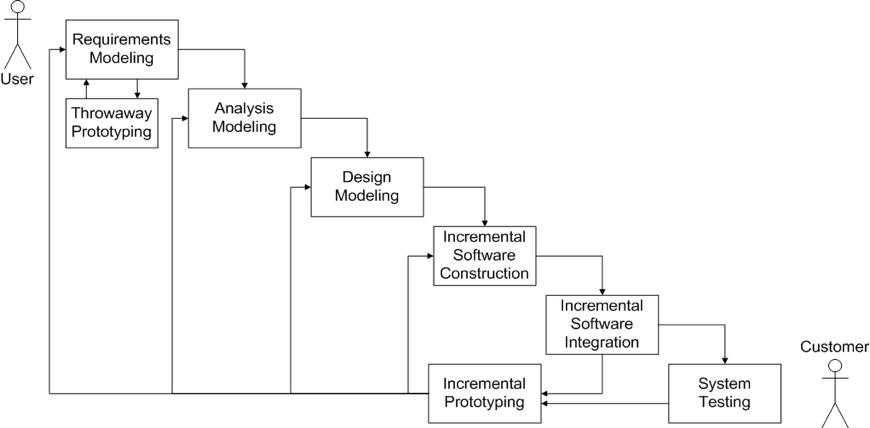 User
Requirements
Modeling
Throwaway
Prototyping
Analysis
Modeling
Design
Modeling
Incremental
Software
Construction
Incremental
Software
Integration
Incremental
Prototyping
System
Testing
Customer